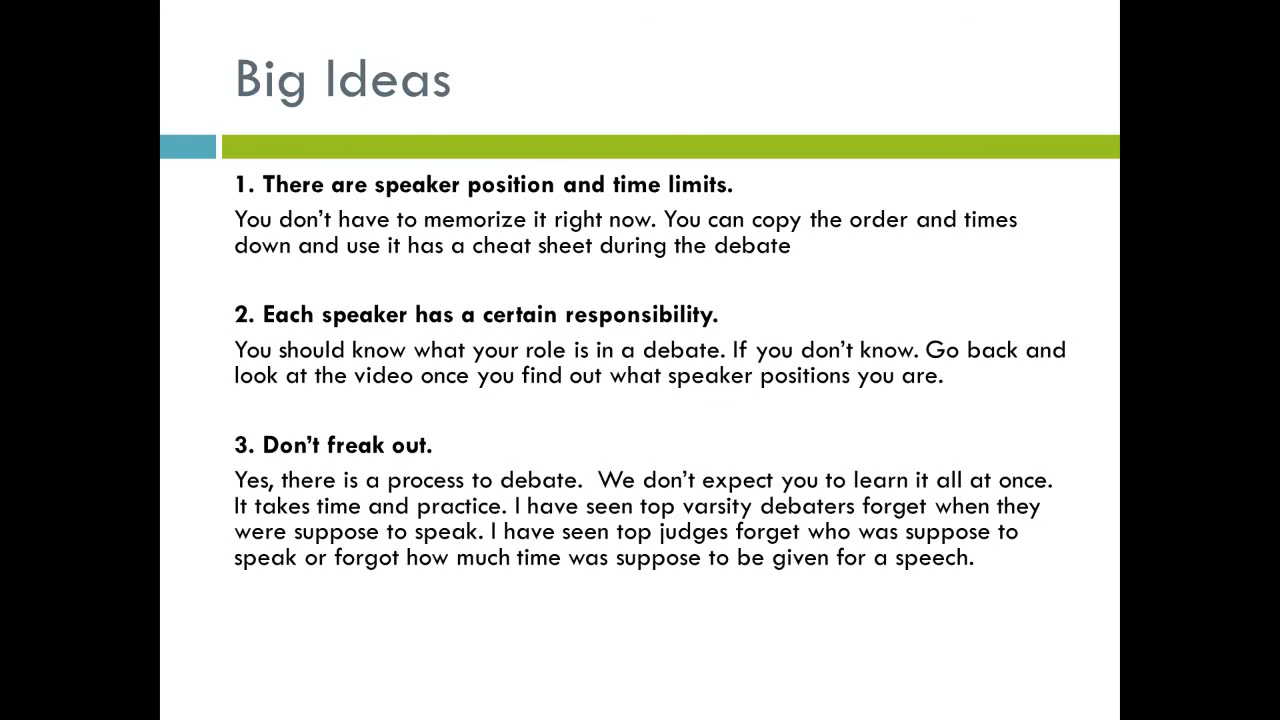 Big Ideas
1. There are speaker position and time limits.
You don't have to memorize it right now. You can copy the order and times
down and use it has a cheat sheet during the debate
2. Each speaker has a certain responsibility.
You should know what your role is in a debate. If you don't know. Go back and
look at the video once you find out what speaker positions you are.
3. Don't freak out.
Yes, there is a process to debate.  We don't expect you to learn it all at once.
It takes time and practice. I have seen top varsity debaters forget when they
were suppose to speak. I have seen top judges forget who was suppose to
speak or forgot how much time was suppose to be given for a speech.